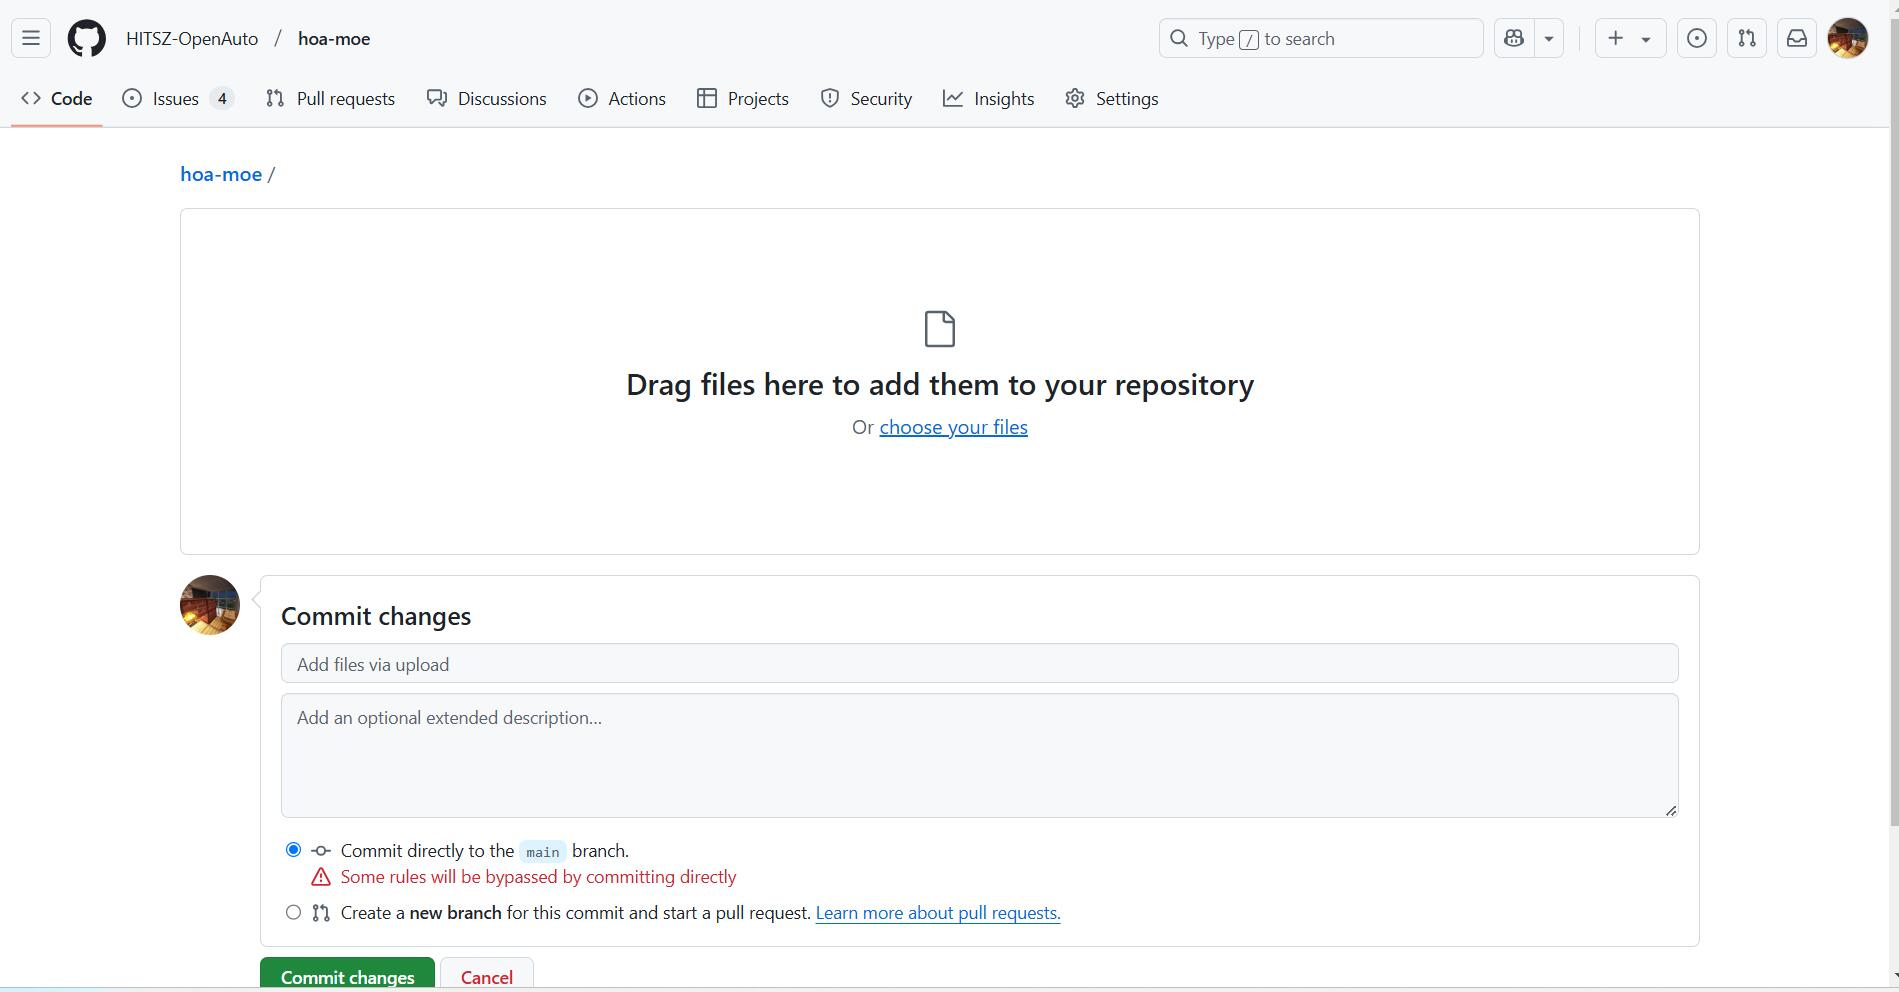 HITSZ-OpenAuto / hoa-moe
Type / to search
Code Issues 4 Pull requests Discussions Actions Projects Security Insights Settings
hoa-moe /
Drag files here to add them to your repository
Or choose your files
Commit changes
Add files via upload
Add an optional extended description...
Commit directly to the main branch.
Some rules will be bypassed by committing directly
Create a new branch for this commit and start a pull request. Learn more about pull requests.
Commit changes Cancel